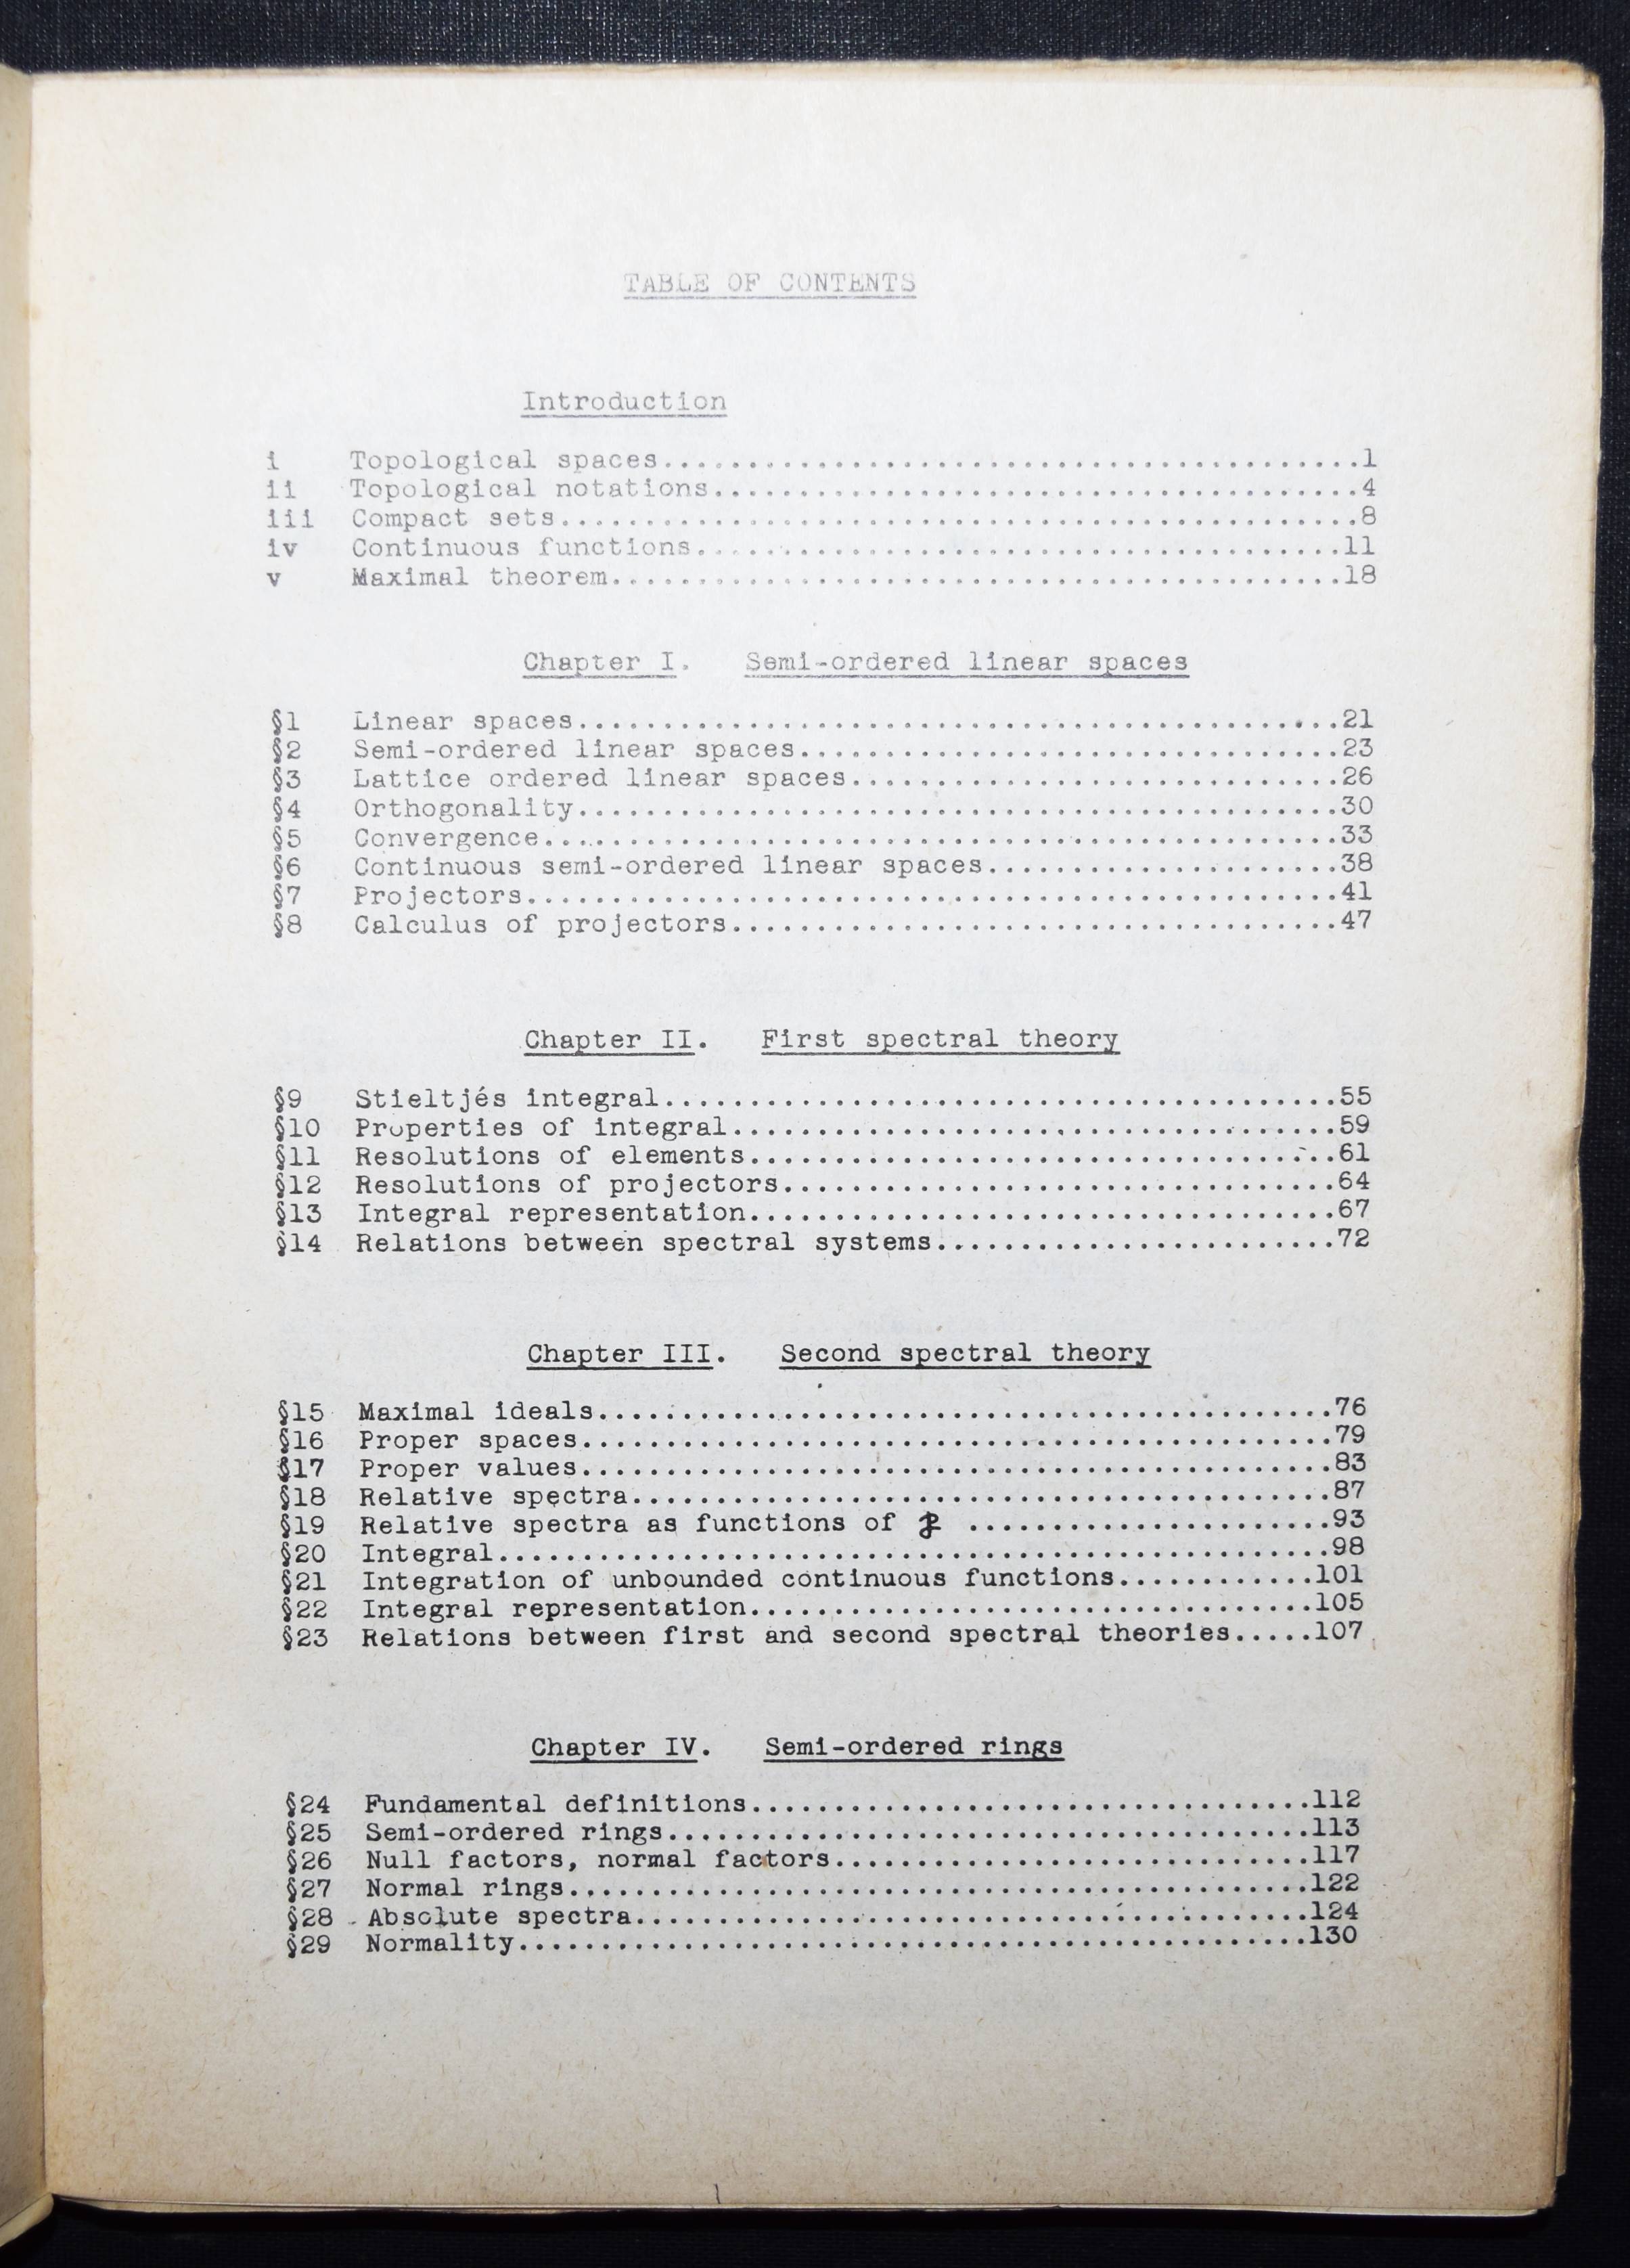 TABLE OF CONTENTS
Introduction
i Topological spaces.........................................1
ii Topological notations......................................4
iii Compact sets...............................................8
iv Continuous functions......................................11
v Maximal theorem...........................................18
Chapter I. Semi-ordered linear spaces
§1 Linear spaces.............................................21
§2 Semi-ordered linear spaces................................23
§3 Lattice ordered linear spaces.............................26
§4 Orthogonality.............................................30
§5 Convergence...............................................33
§6 Continuous semi-ordered linear spaces.....................38
§7 Projectors................................................41
§8 Calculus of projectors....................................47
Chapter II. First spectral theory
§9 Stieltjés integral........................................55
§10 Properties of integral....................................59
§11 Resolutions of elements...................................61
§12 Resolutions of projectors.................................64
§13 Integral representation...................................67
§14 Relations between spectral systems........................72
Chapter III. Second spectral theory
§15 Maximal ideals............................................76
§16 Proper spaces.............................................79
§17 Proper values.............................................83
§18 Relative spectra..........................................87
§19 Relative spectra as functions of 𝔭 ......................93
§20 Integral..................................................98
§21 Integration of unbounded continuous functions............101
§22 Integral representation..................................105
§23 Relations between first and second spectral theories.....107
Chapter IV. Semi-ordered rings
§24 Fundamental definitions..................................112
§25 Semi-ordered rings.......................................113
§26 Null factors, normal factors.............................117
§27 Normal rings.............................................122
§28 Absolute spectra.........................................124
§29 Normality................................................130